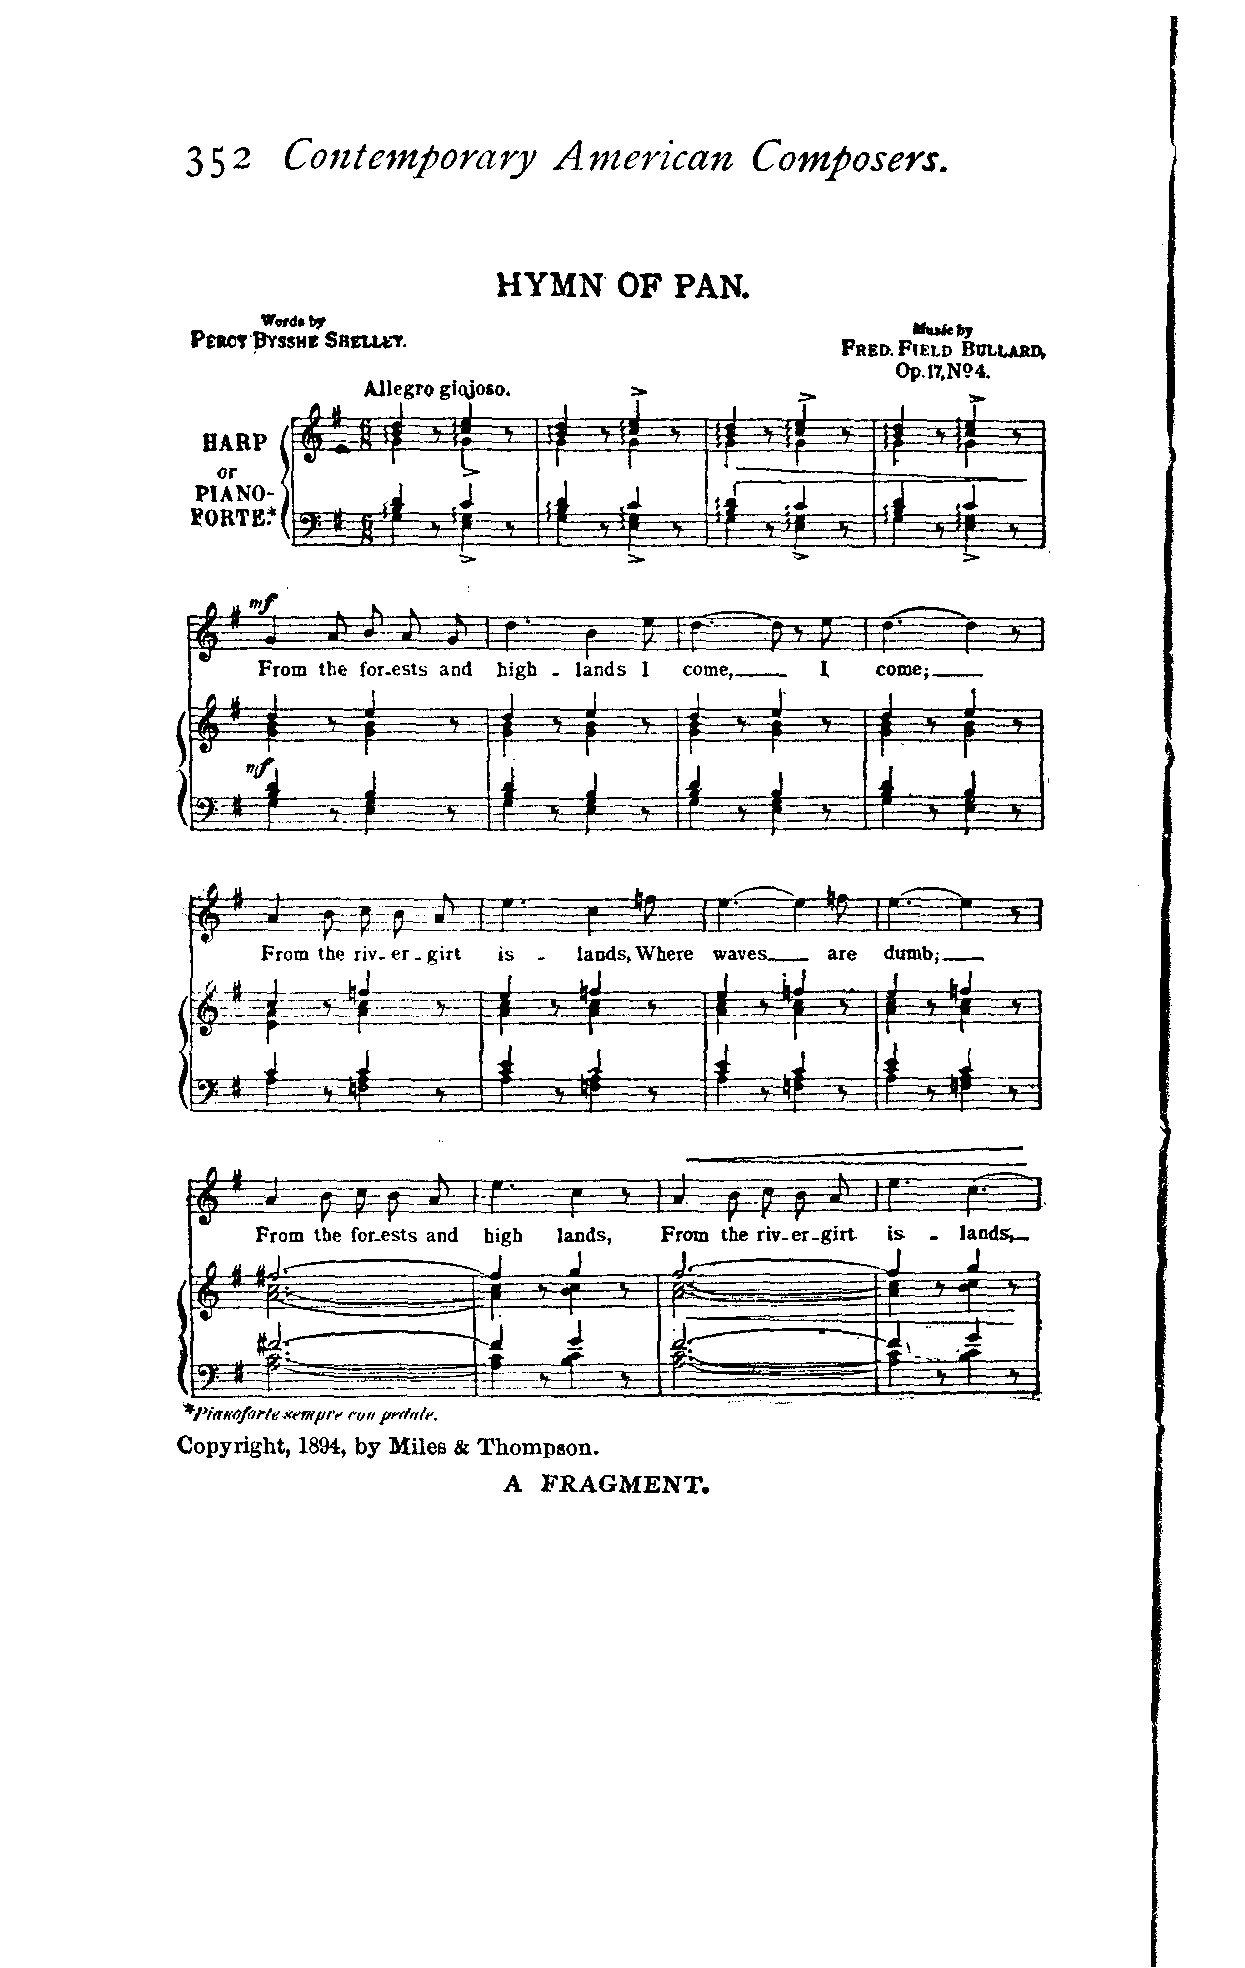 352 Contemporary American Composers.
HYMN OF PAN.
Words by
PERCY BYSSHE SHELLEY.
Music by
FRED. FIELD BULLARD,
Op. 17, No 4.
Allegro giojoso.
HARP
or
PIANO-
FORTE.*
mf
From the for-ests and high - lands I come, I come;
mf
From the riv-er-girt is - lands, Where waves are dumb;
From the for-ests and high lands, From the riv-er-girt is - lands,
*Pianoforte sempre con pedale.
Copyright, 1894, by Miles & Thompson.
A FRAGMENT.